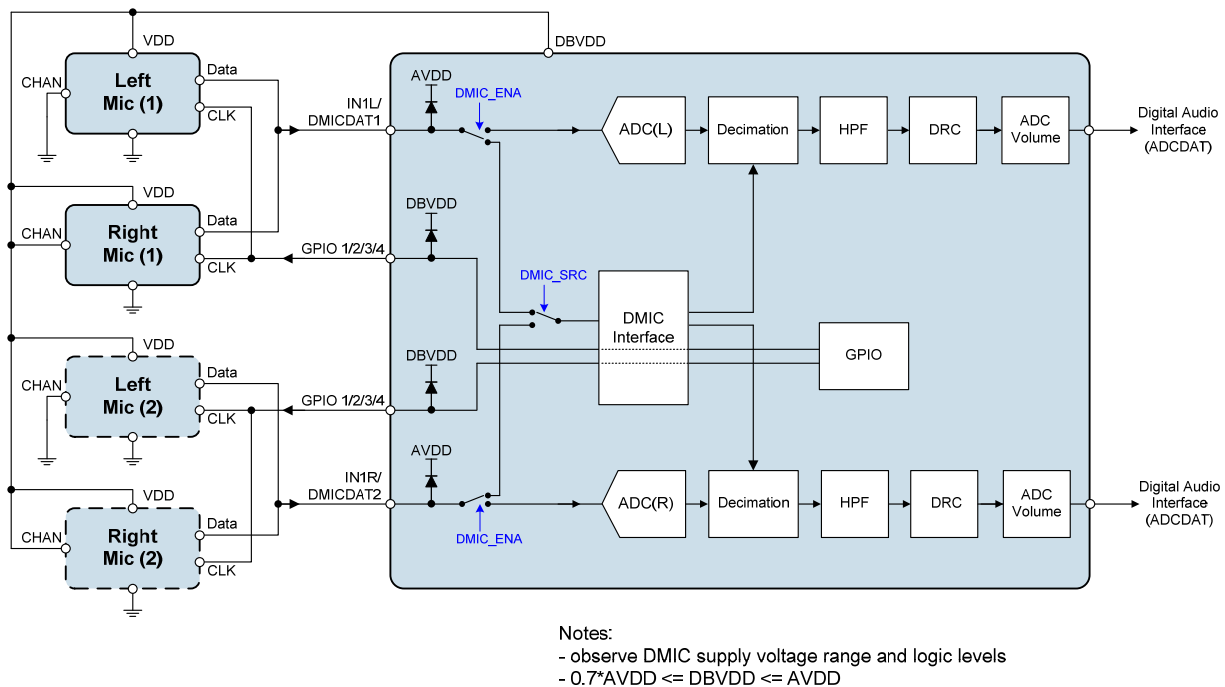 VDD
DBVDD
CHAN
Left
Mic (1)
Data
CLK
IN1L/
DMICDAT1
AVDD
DMIC_ENA
ADC(L)
Decimation
HPF
DRC
ADC
Volume
Digital Audio
Interface
(ADCDAT)
VDD
CHAN
Right
Mic (1)
Data
CLK
GPIO 1/2/3/4
DBVDD
DMIC_SRC
DMIC
Interface
GPIO
VDD
CHAN
Left
Mic (2)
Data
CLK
GPIO 1/2/3/4
DBVDD
VDD
CHAN
Right
Mic (2)
Data
CLK
IN1R/
DMICDAT2
AVDD
DMIC_ENA
ADC(R)
Decimation
HPF
DRC
ADC
Volume
Digital Audio
Interface
(ADCDAT)
Notes:
- observe DMIC supply voltage range and logic levels
- 0.7*AVDD <= DBVDD <= AVDD